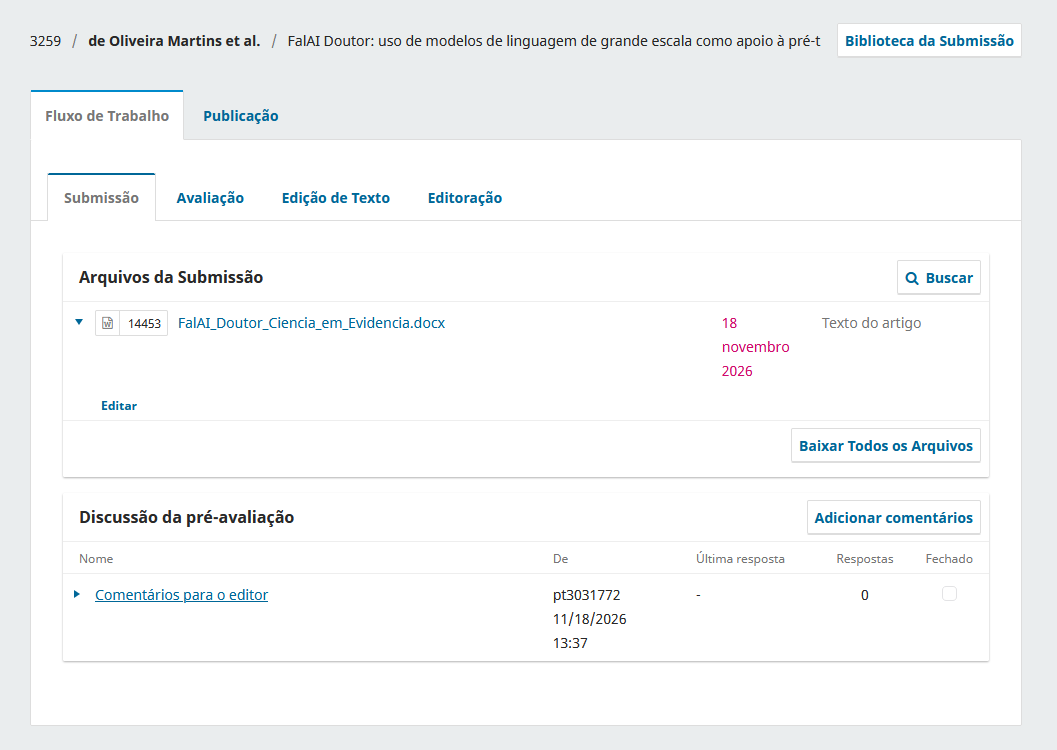 3259 / de Oliveira Martins et al. / FalAI Doutor: uso de modelos de linguagem de grande escala como apoio à pré-t
Biblioteca da Submissão
Fluxo de Trabalho
Publicação
Submissão
Avaliação
Edição de Texto
Editoração
Arquivos da Submissão
Buscar
14453 FalAI_Doutor_Ciencia_em_Evidencia.docx
18
novembro
2026
Texto do artigo
Editar
Baixar Todos os Arquivos
Discussão da pré-avaliação
Adicionar comentários
Nome De Última resposta Respostas Fechado
Comentários para o editor
pt3031772
11/18/2026
13:37
-
0